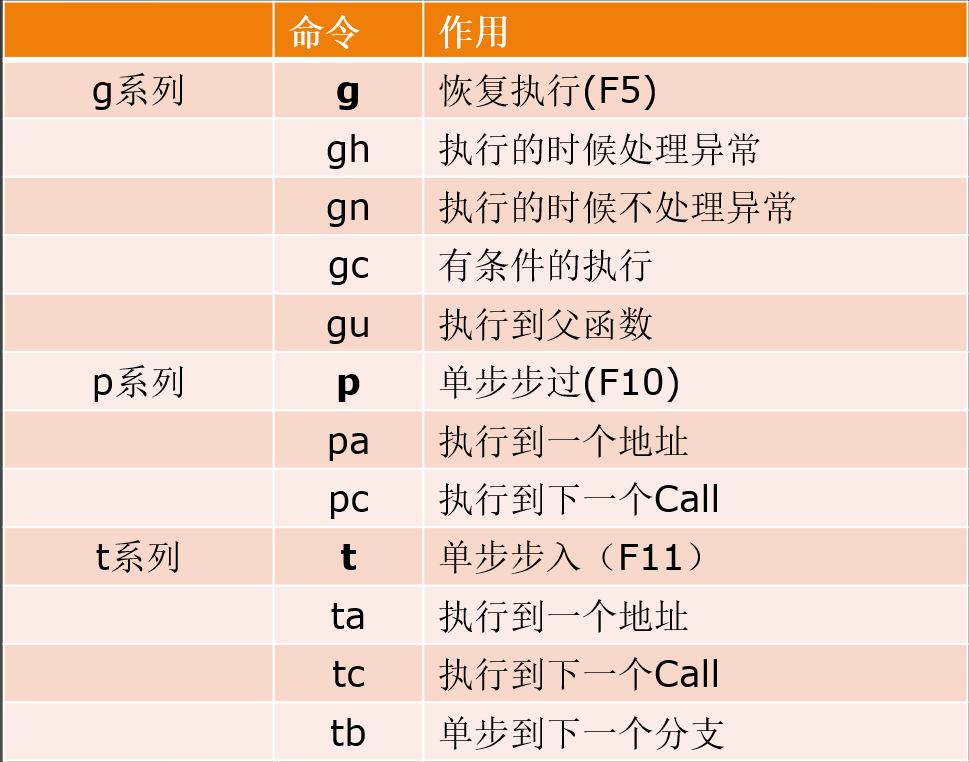 命令 作用
g系列 g 恢复执行(F5)
gh 执行的时候处理异常
gn 执行的时候不处理异常
gc 有条件的执行
gu 执行到父函数
p系列 p 单步步过(F10)
pa 执行到一个地址
pc 执行到下一个Call
t系列 t 单步步入（F11）
ta 执行到一个地址
tc 执行到下一个Call
tb 单步到下一个分支